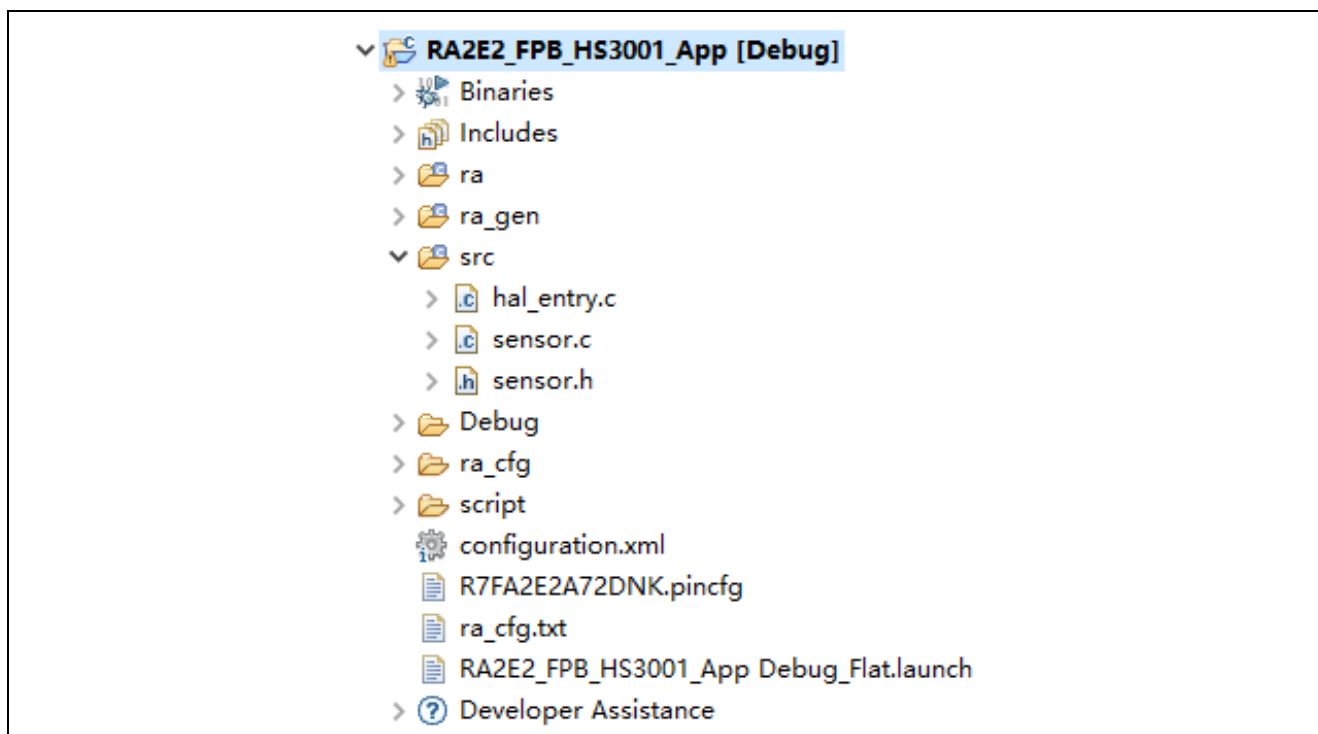 RA2E2_FPB_HS3001_App [Debug]
Binaries
Includes
ra
ra_gen
src
hal_entry.c
sensor.c
sensor.h
Debug
ra_cfg
script
configuration.xml
R7FA2E2A72DNK.pincfg
ra_cfg.txt
RA2E2_FPB_HS3001_App Debug_Flat.launch
Developer Assistance